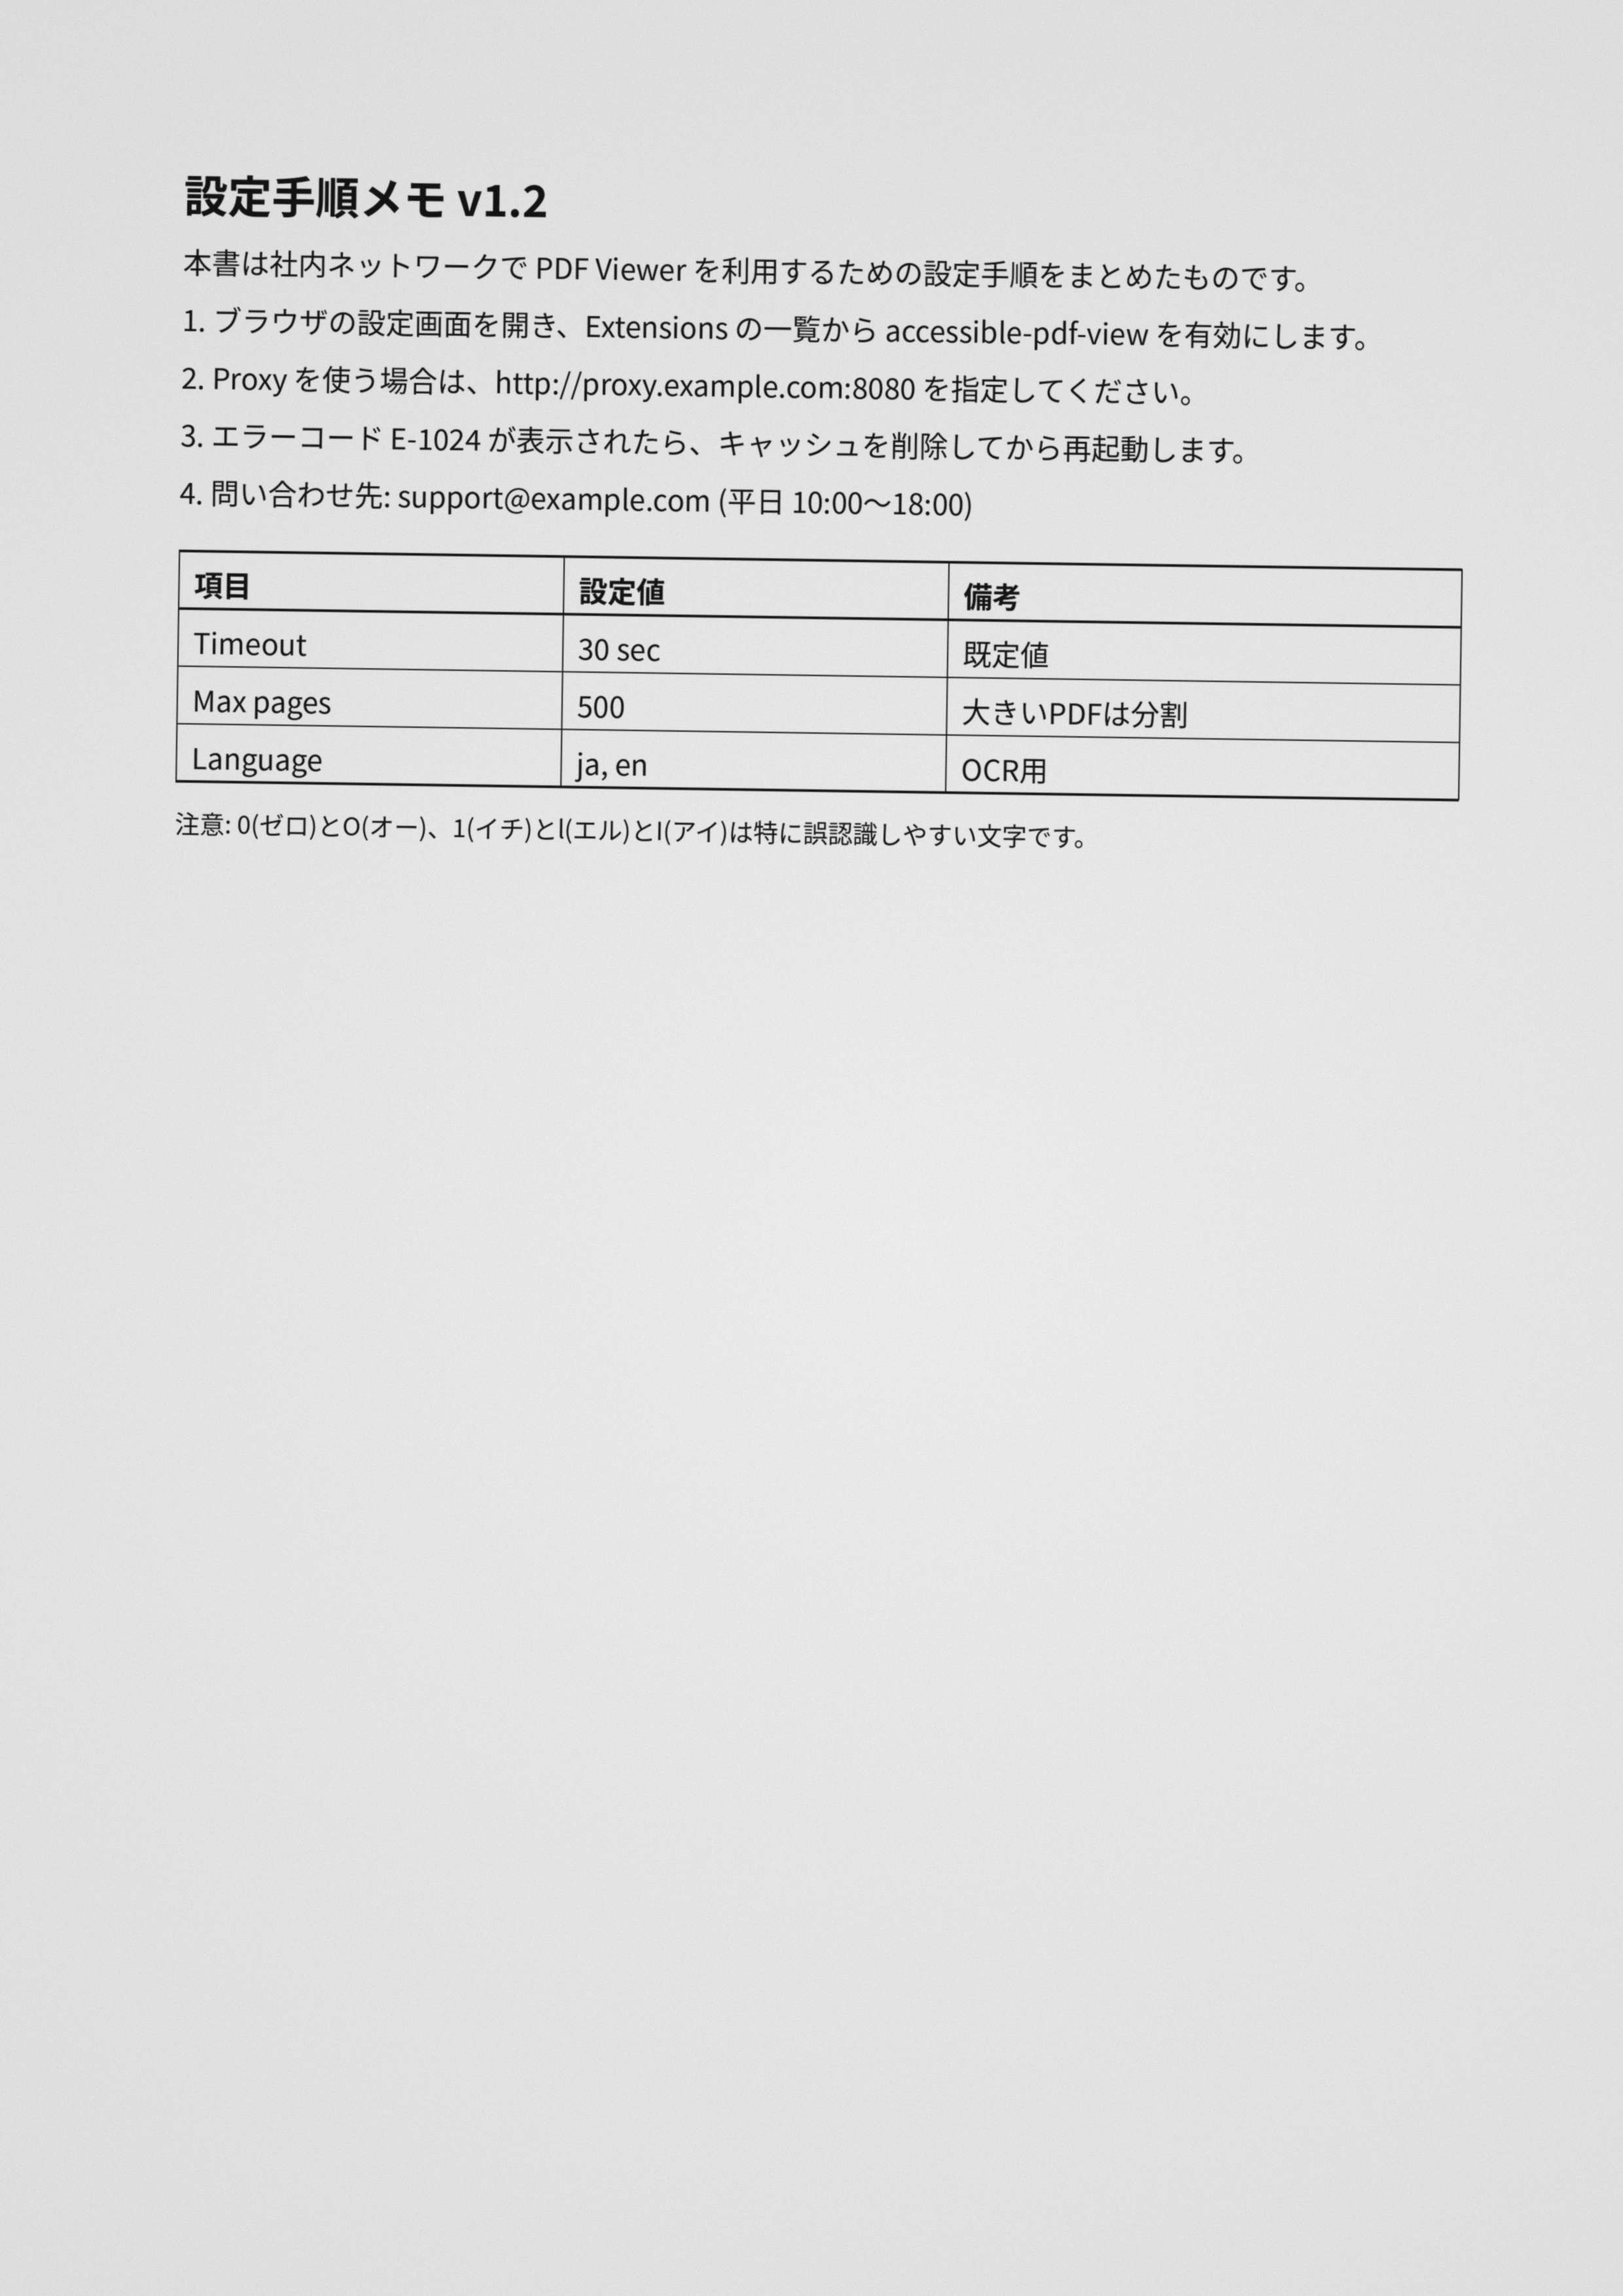 設定手順メモ v1.2
本書は社内ネットワークで PDF Viewer を利用するための設定手順をまとめたものです。
1. ブラウザの設定画面を開き、Extensions の一覧から accessible-pdf-view を有効にします。
2. Proxy を使う場合は、http://proxy.example.com:8080 を指定してください。
3. エラーコード E-1024 が表示されたら、キャッシュを削除してから再起動します。
4. 問い合わせ先: support@example.com (平日 10:00～18:00)
項目 設定値 備考
Timeout 30 sec 既定値
Max pages 500 大きいPDFは分割
Language ja, en OCR用
注意: 0(ゼロ)とO(オー)、1(イチ)とl(エル)とI(アイ)は特に誤認識しやすい文字です。